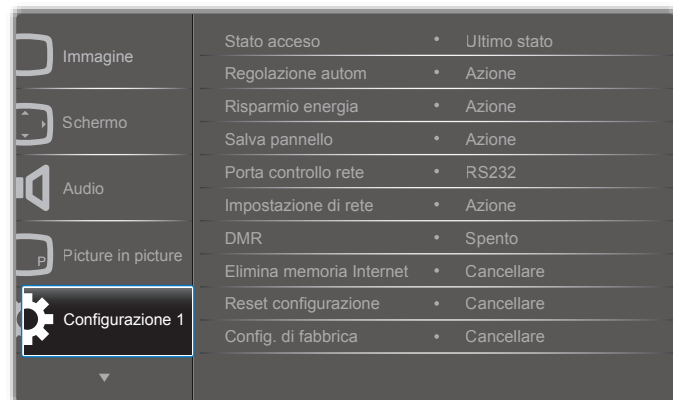 Immagine
Schermo
Audio
P
Picture in picture
Configurazione 1
Stato acceso • Ultimo stato
Regolazione autom • Azione
Risparmio energia • Azione
Salva pannello • Azione
Porta controllo rete • RS232
Impostazione di rete • Azione
DMR • Spento
Elimina memoria Internet • Cancellare
Reset configurazione • Cancellare
Config. di fabbrica • Cancellare